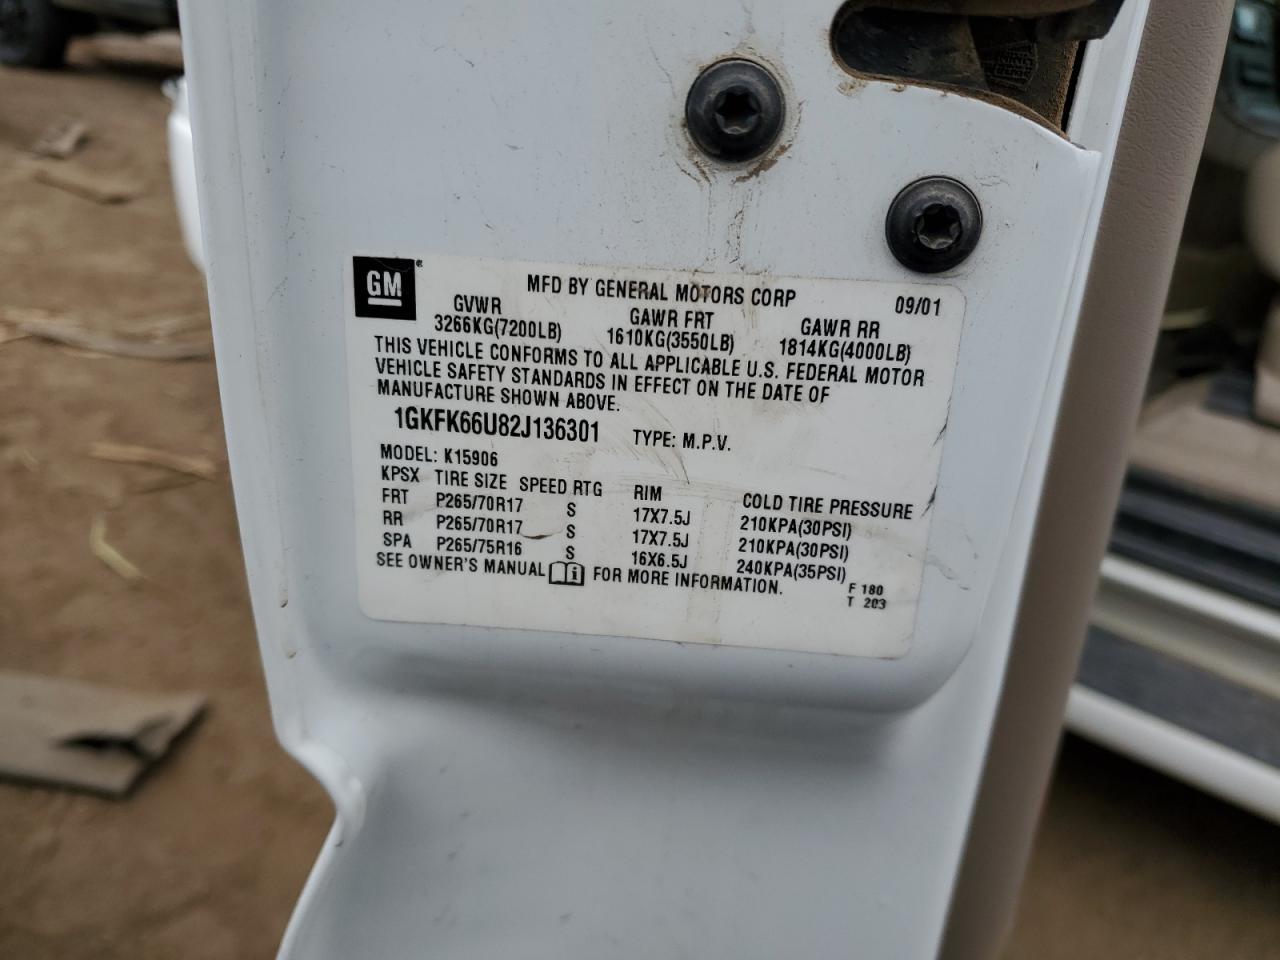 GM
MFD BY GENERAL MOTORS CORP 09/01
GVWR GAWR FRT GAWR RR
3266KG(7200LB) 1610KG(3550LB) 1814KG(4000LB)
THIS VEHICLE CONFORMS TO ALL APPLICABLE U.S. FEDERAL MOTOR
VEHICLE SAFETY STANDARDS IN EFFECT ON THE DATE OF
MANUFACTURE SHOWN ABOVE.
1GKFK66U82J136301 TYPE: M.P.V.
MODEL: K15906
KPSX TIRE SIZE SPEED RTG RIM COLD TIRE PRESSURE
FRT P265/70R17 S 17X7.5J 210KPA(30PSI)
RR P265/70R17 S 17X7.5J 210KPA(30PSI)
SPA P265/75R16 S 16X6.5J 240KPA(35PSI)
SEE OWNER'S MANUAL FOR MORE INFORMATION.
F 180
T 203